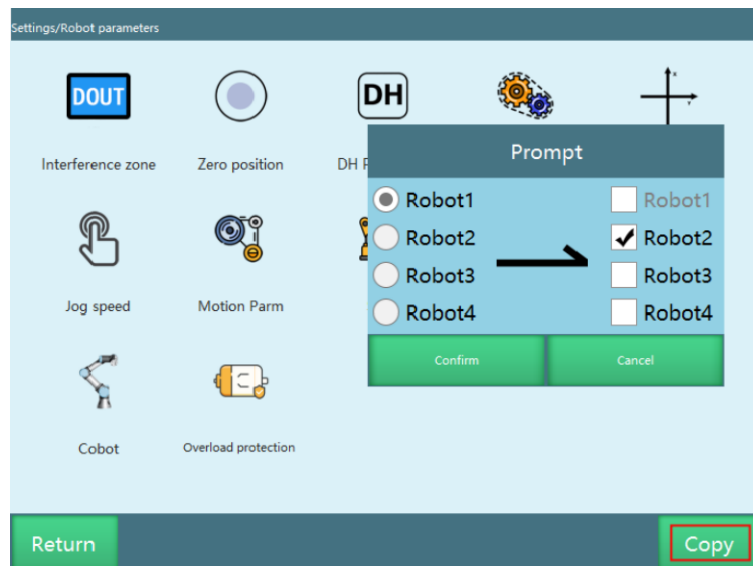 Settings/Robot parameters
DOUT
DH
Interference zone
Zero position
DH
Prompt
Robot1
Robot1
Robot2
Robot2
Robot3
Robot3
Robot4
Robot4
Jog speed
Motion Parm
Confirm
Cancel
Cobot
Overload protection
Return
Copy